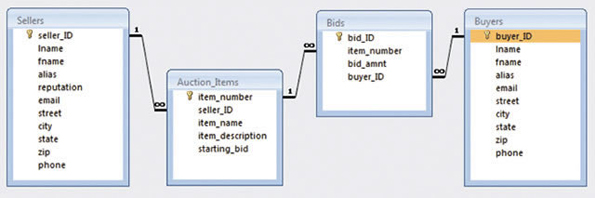 Sellers
seller_ID
lname
fname
alias
reputation
email
street
city
state
zip
phone
1
∞
Auction_Items
item_number
seller_ID
item_name
item_description
starting_bid
1
∞
Bids
bid_ID
item_number
bid_amnt
buyer_ID
∞
1
Buyers
buyer_ID
lname
fname
alias
email
street
city
state
zip
phone